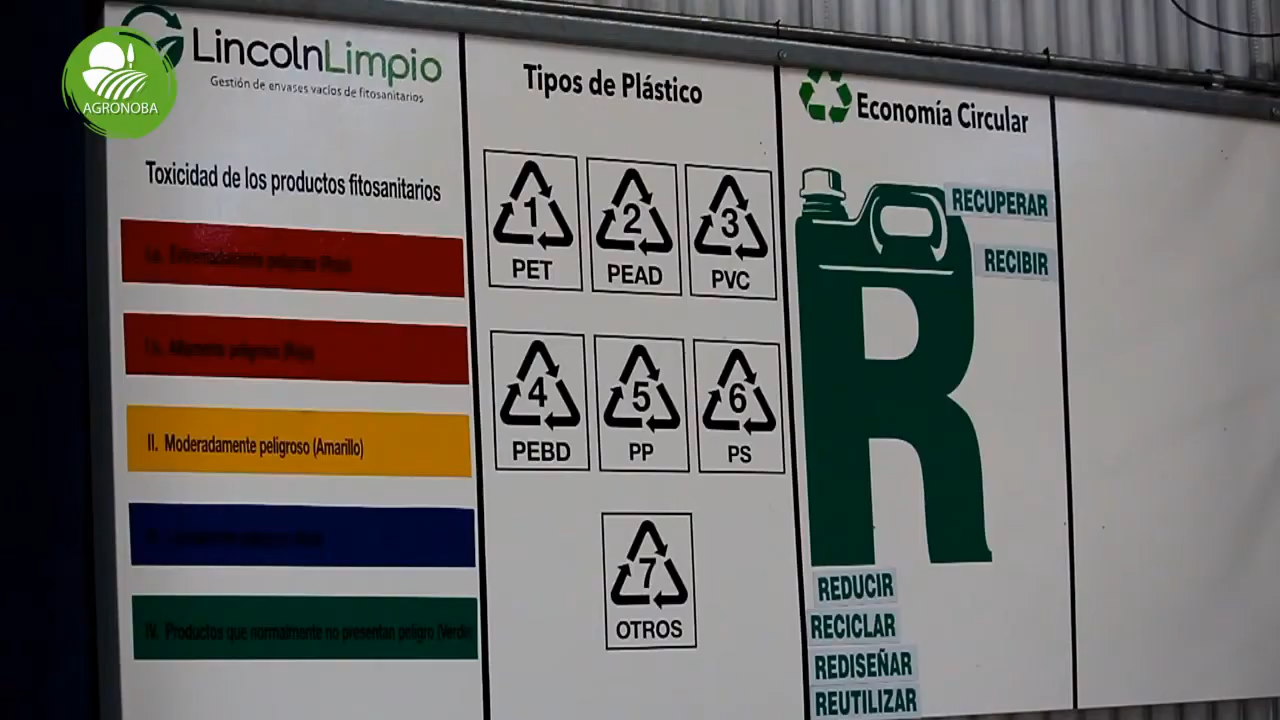 AGRONOBA
LincolnLimpio
Gestión de envases vacíos de fitosanitarios
Toxicidad de los productos fitosanitarios
II. Moderadamente peligroso (Amarillo)
IV. Productos que normalmente no presentan peligro (Verde
Tipos de Plástico
1
PET
2
PEAD
3
PVC
4
PEBD
5
PP
6
PS
7
OTROS
Economía Circular
RECUPERAR
RECIBIR
R
REDUCIR
RECICLAR
REDISEÑAR
REUTILIZAR